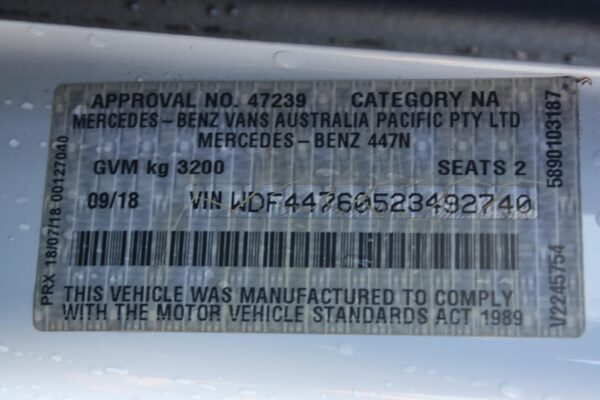 APPROVAL NO. 47239 CATEGORY NA
MERCEDES-BENZ VANS AUSTRALIA PACIFIC PTY LTD
MERCEDES-BENZ 447N
GVM kg 3200 SEATS 2
09/18 VIN WDF44760523492740
THIS VEHICLE WAS MANUFACTURED TO COMPLY
WITH THE MOTOR VEHICLE STANDARDS ACT 1989
PRX 18/07/18 00127040
5890103187
V2245754